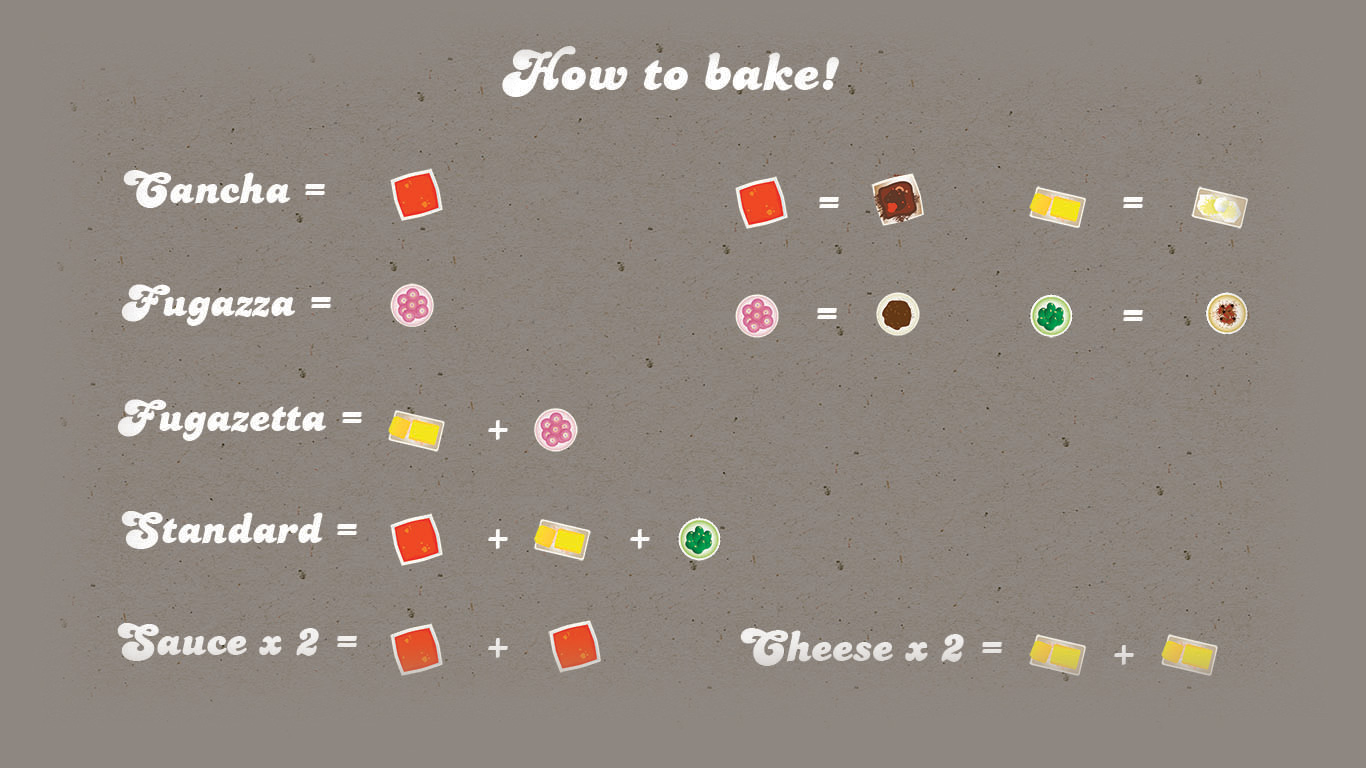 How to bake!
Cancha =
= =
Fugazza =
= =
Fugazetta = +
Standard = + +
Sauce x 2 = +
Cheese x 2 = +